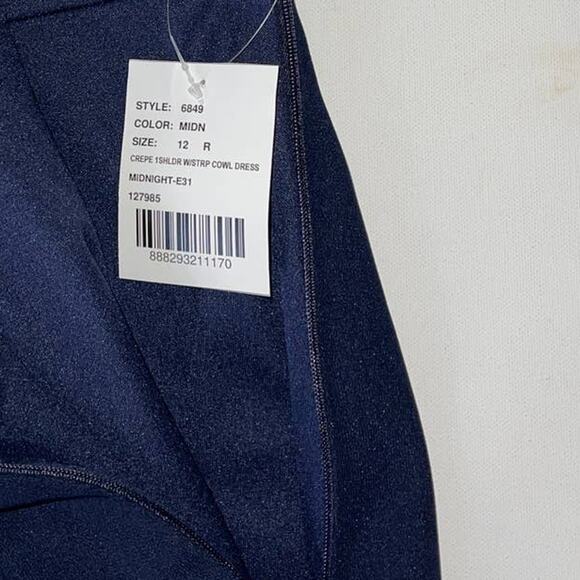 STYLE: 6849
COLOR: MIDN
SIZE: 12 R
CREPE 1SHLDR W/STRP COWL DRESS
MIDNIGHT-E31
127985
888293211170